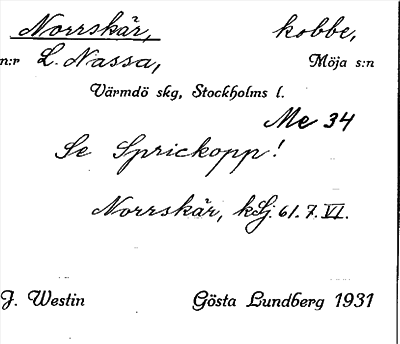 Norrskär, kobbe,
n:r L. Nassa, Möja s:n
Värmdö skg, Stockholms l.
Me 34
Se Sprickopp!
Norrskär, kSj. 61. 7. VI.
J. Westin Gösta Lundberg 1931